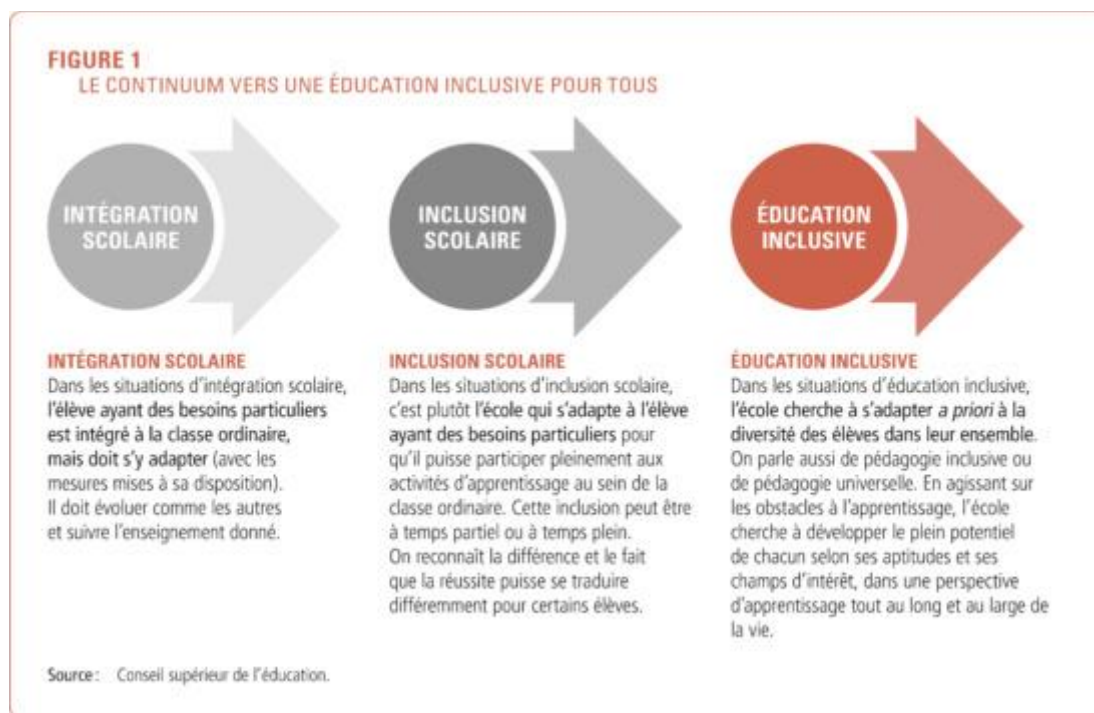 FIGURE 1
LE CONTINUUM VERS UNE ÉDUCATION INCLUSIVE POUR TOUS
INTÉGRATION
SCOLAIRE
INCLUSION
SCOLAIRE
ÉDUCATION
INCLUSIVE
INTÉGRATION SCOLAIRE
Dans les situations d'intégration scolaire,
l'élève ayant des besoins particuliers
est intégré à la classe ordinaire,
mais doit s'y adapter (avec les
mesures mises à sa disposition).
Il doit évoluer comme les autres
et suivre l'enseignement donné.
INCLUSION SCOLAIRE
Dans les situations d'inclusion scolaire,
c'est plutôt l'école qui s'adapte à l'élève
ayant des besoins particuliers pour
qu'il puisse participer pleinement aux
activités d'apprentissage au sein de la
classe ordinaire. Cette inclusion peut être
à temps partiel ou à temps plein.
On reconnaît la différence et le fait
que la réussite puisse se traduire
différemment pour certains élèves.
ÉDUCATION INCLUSIVE
Dans les situations d'éducation inclusive,
l'école cherche à s'adapter a priori à la
diversité des élèves dans leur ensemble.
On parle aussi de pédagogie inclusive ou
de pédagogie universelle. En agissant sur
les obstacles à l'apprentissage, l'école
cherche à développer le plein potentiel
de chacun selon ses aptitudes et ses
champs d'intérêt, dans une perspective
d'apprentissage tout au long et au large de
la vie.
Source : Conseil supérieur de l'éducation.